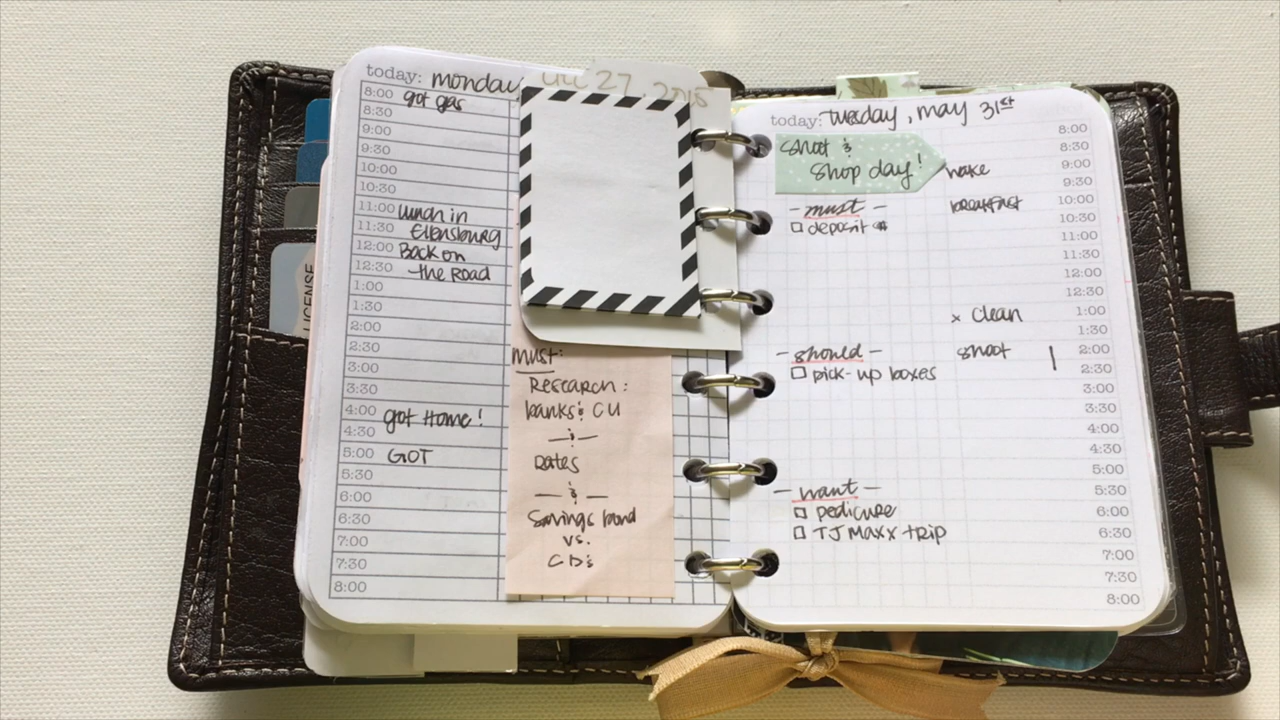 today: monday
27, 2015
8:00 got gas
8:30
9:00
9:30
10:00
10:30
11:00 lunch in
11:30 Ellensburg
12:00 Back on
12:30 the road
1:00
1:30
2:00
2:30
3:00
3:30
4:00 got Home!
4:30
5:00 GOT
5:30
6:00
6:30
7:00
7:30
8:00
must:
Research:
banks & CU
— & —
Rates
— & —
Savings bond
vs.
CDs
LICENSE
today: tuesday, may 31st
shoot &
shop day!
- must -
deposit
- should -
pick-up boxes
- want -
pedicure
TJ Maxx trip
8:00
8:30
wake 9:00
9:30
breakfast 10:00
10:30
11:00
11:30
12:00
12:30
x clean 1:00
1:30
shoot 2:00
2:30
3:00
3:30
4:00
4:30
5:00
5:30
6:00
6:30
7:00
7:30
8:00